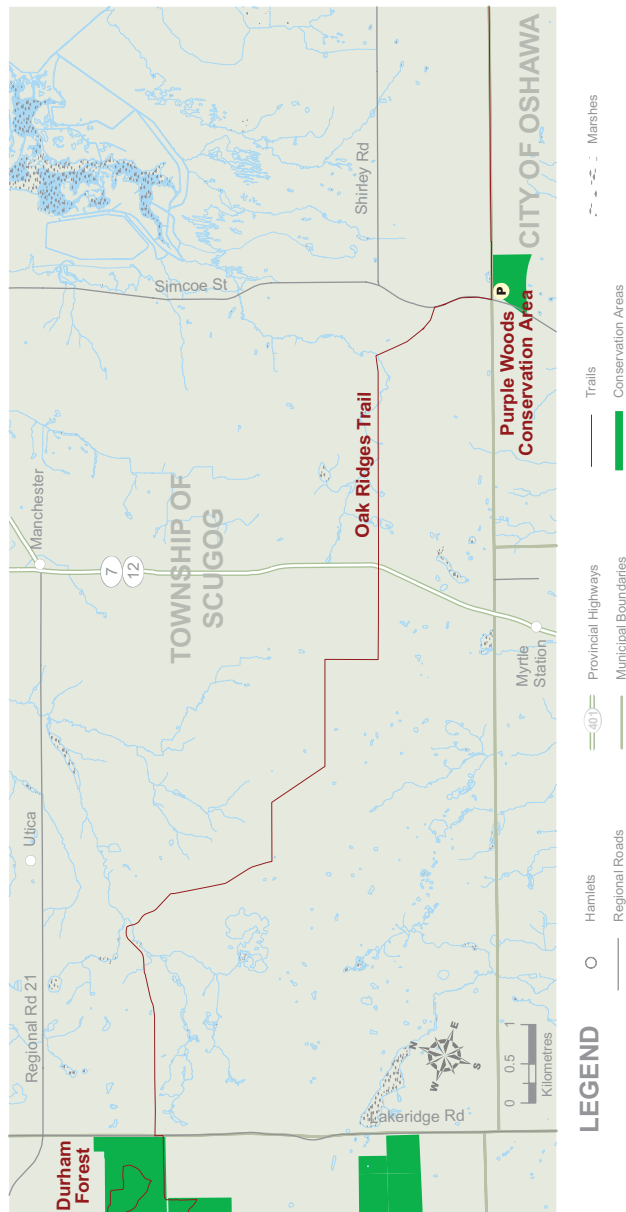 Durham
Forest
Regional Rd 21
Utica
Manchester
Simcoe St
Shirley Rd
TOWNSHIP OF
SCUGOG
7
12
Oak Ridges Trail
Purple Woods
Conservation Area
P
CITY OF OSHAWA
Myrtle
Station
Lakeridge Rd
N
E
S
W
0
0.5
1
Kilometres
LEGEND
Hamlets
Regional Roads
401
Provincial Highways
Municipal Boundaries
Trails
Conservation Areas
Marshes